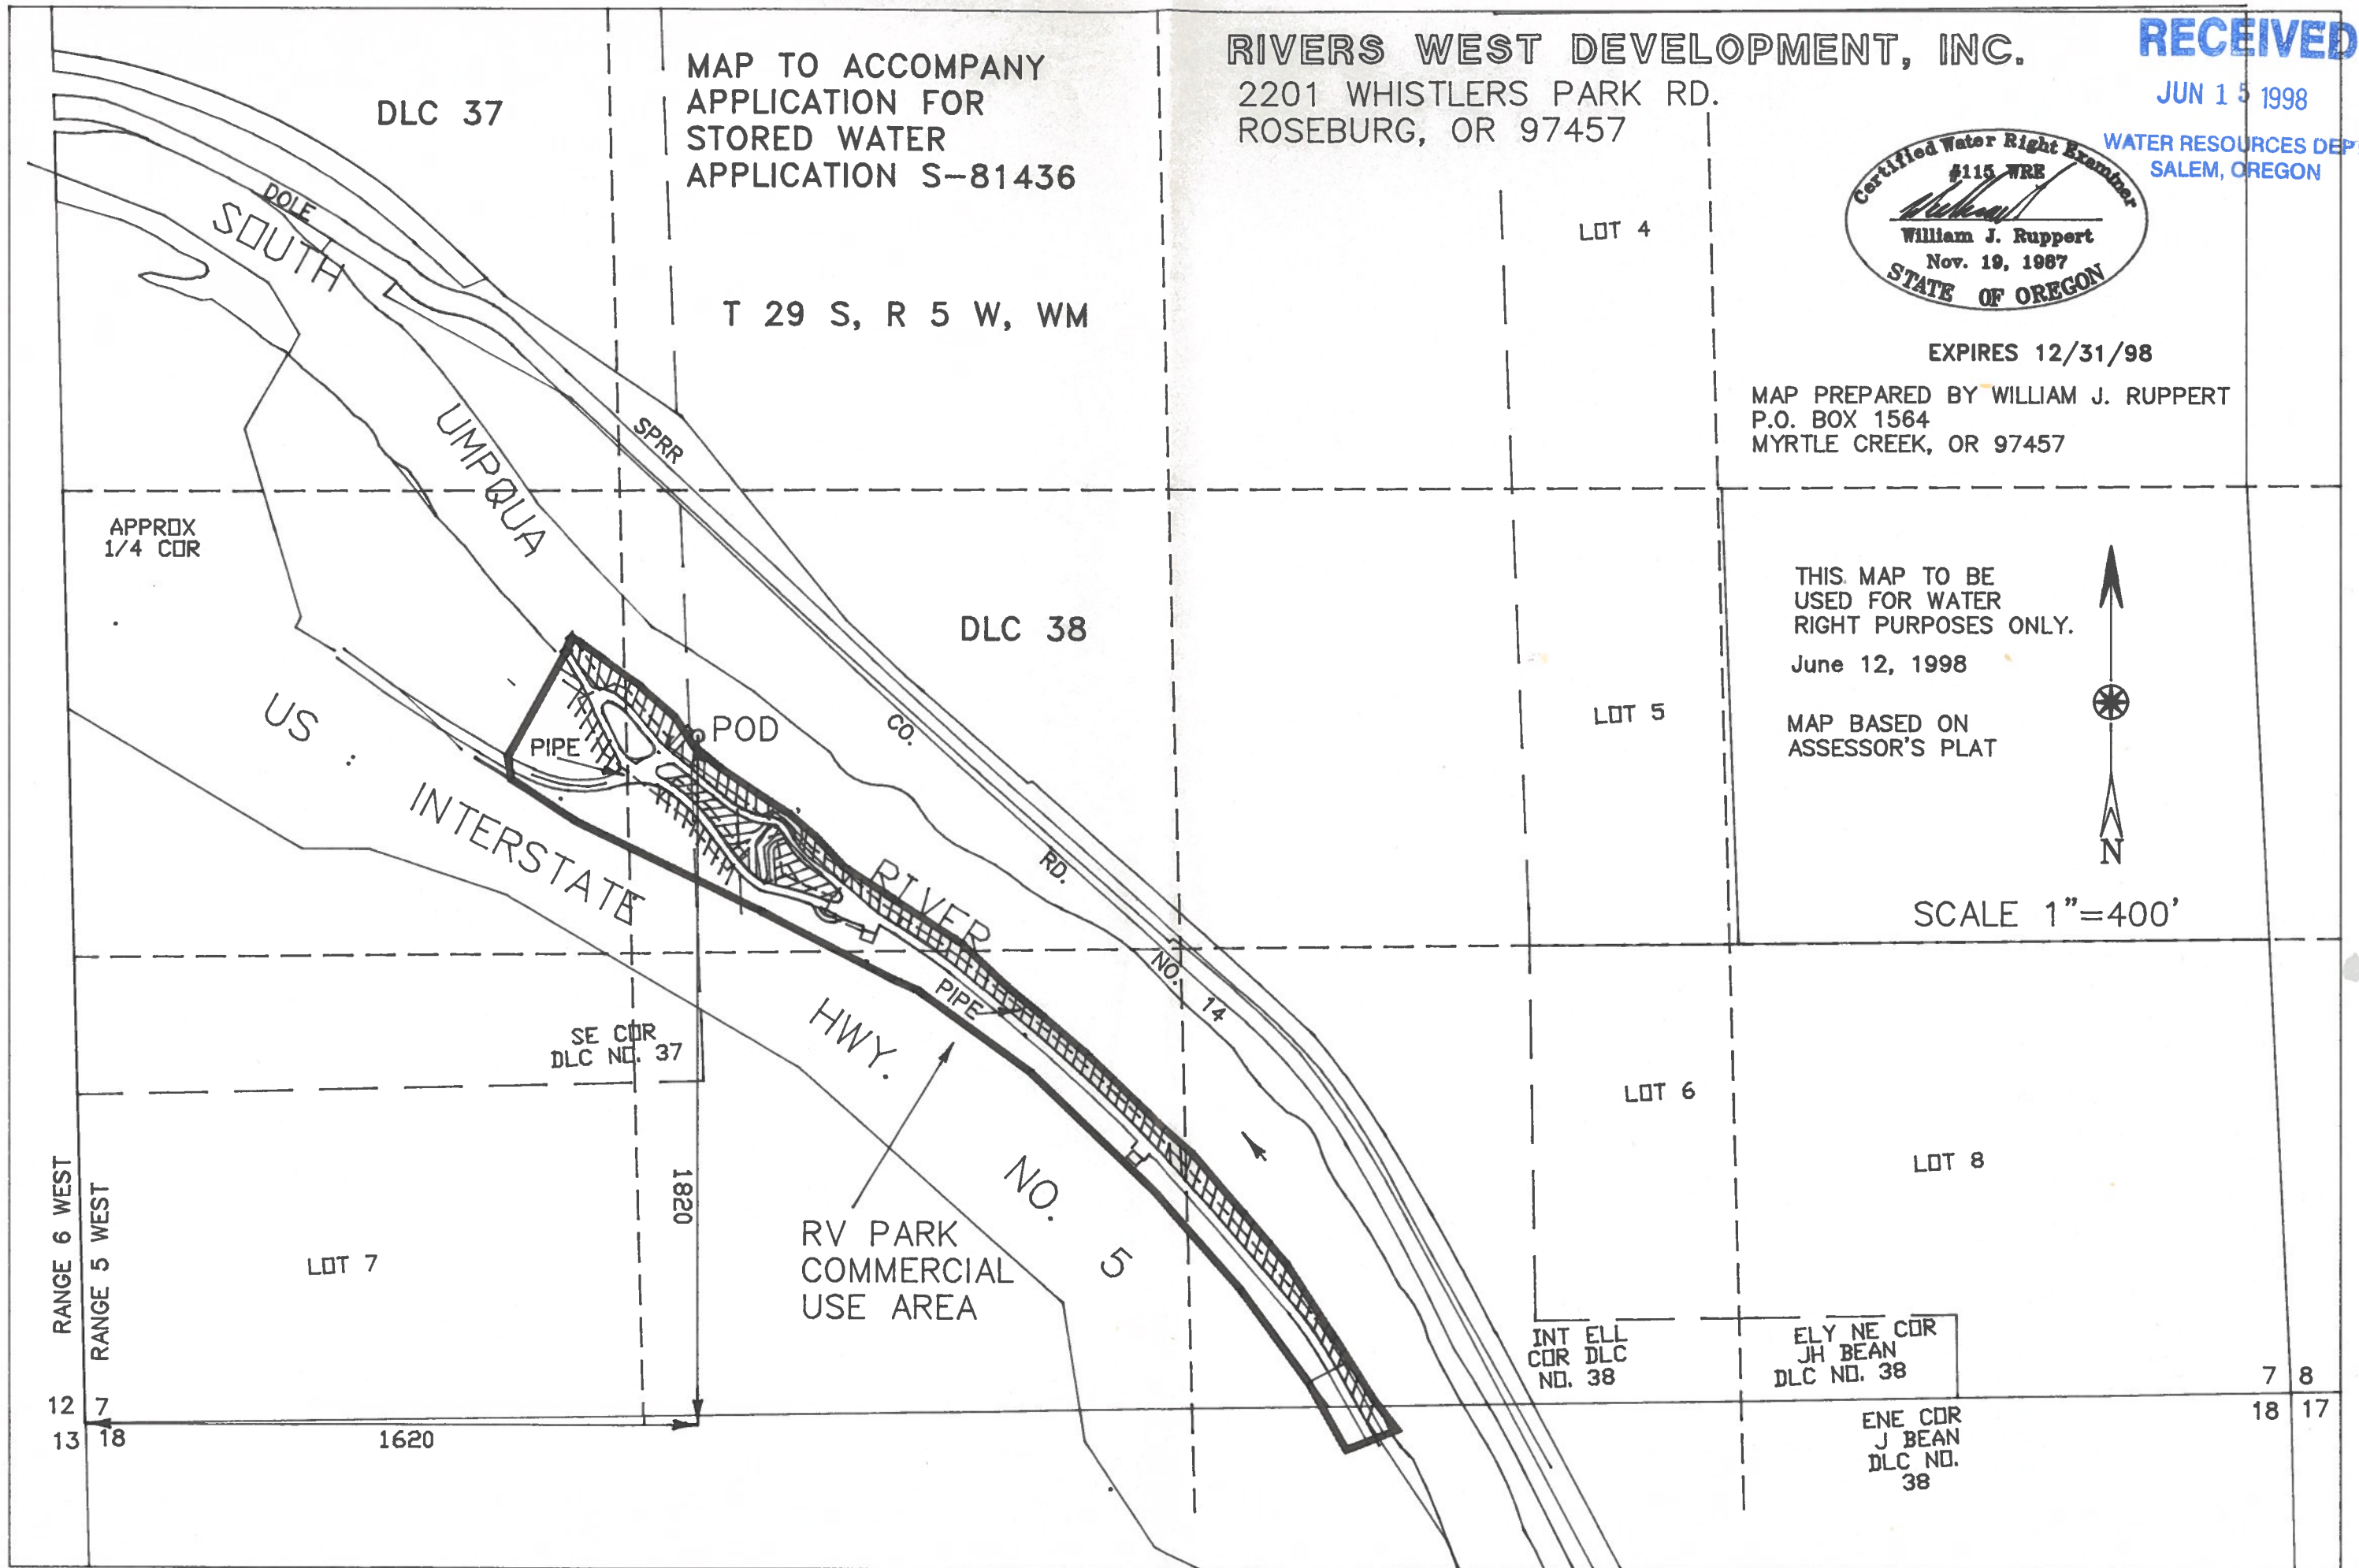 DLC 37
MAP TO ACCOMPANY
APPLICATION FOR
STORED WATER
APPLICATION S-81436
T 29 S, R 5 W, WM
RIVERS WEST DEVELOPMENT, INC.
2201 WHISTLERS PARK RD.
ROSEBURG, OR 97457
RECEIVED
JUN 15 1998
WATER RESOURCES DEPT
SALEM, OREGON
Certified Water Right Examiner
#115 WRE
William J. Ruppert
Nov. 19, 1987
STATE OF OREGON
EXPIRES 12/31/98
MAP PREPARED BY WILLIAM J. RUPPERT
P.O. BOX 1564
MYRTLE CREEK, OR 97457
LOT 4
DOLE
SOUTH
UMPQUA
RIVER
SPRR
CO.
RD.
NO. 14
APPROX
1/4 COR
DLC 38
LOT 5
THIS MAP TO BE
USED FOR WATER
RIGHT PURPOSES ONLY.
June 12, 1998
MAP BASED ON
ASSESSOR'S PLAT
N
SCALE 1"=400'
US
INTERSTATE
HWY.
NO. 5
POD
PIPE
PIPE
SE COR
DLC NO. 37
1820
RV PARK
COMMERCIAL
USE AREA
LOT 6
LOT 8
LOT 7
RANGE 6 WEST
RANGE 5 WEST
INT ELL
COR DLC
NO. 38
ELY NE COR
JH BEAN
DLC NO. 38
7 8
18 17
12 7
13 18
1620
ENE COR
J BEAN
DLC NO.
38